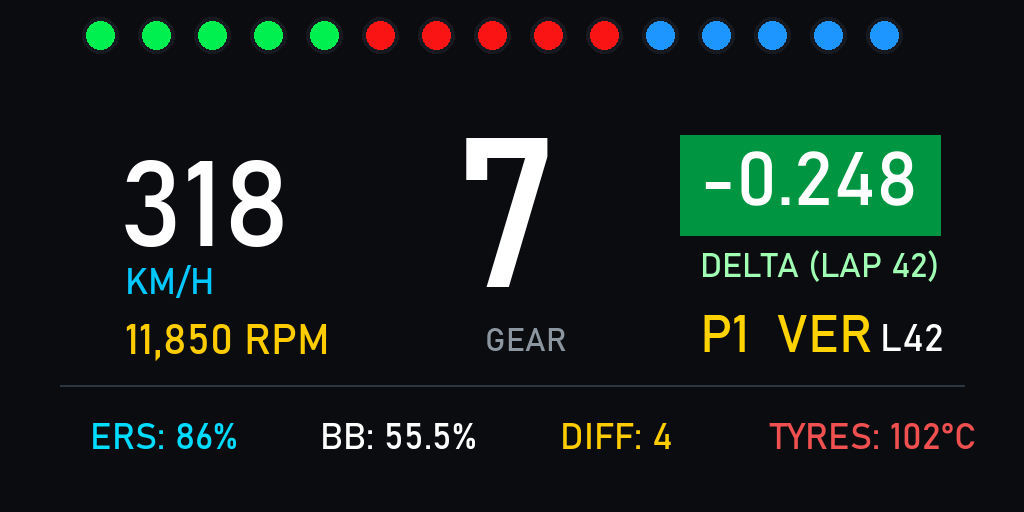 318
KM/H
11,850 RPM
7
GEAR
-0.248
DELTA (LAP 42)
P1 VER L42
ERS: 86% BB: 55.5% DIFF: 4 TYRES: 102°C